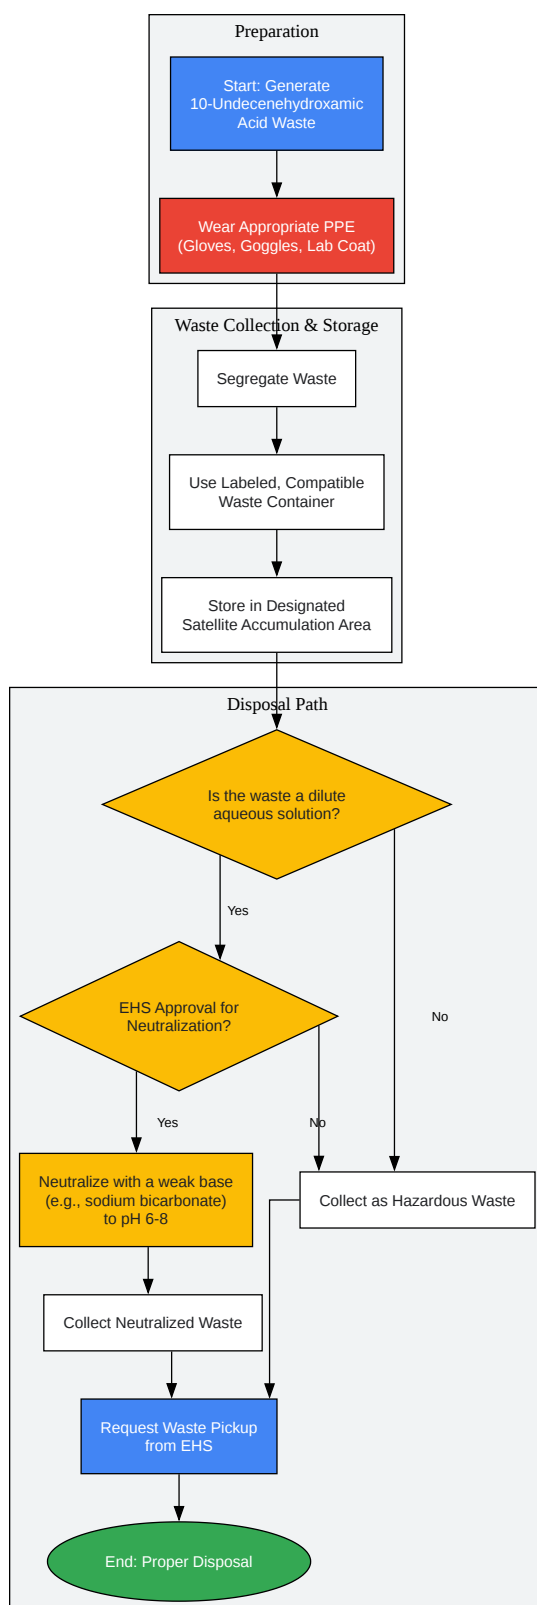 Preparation
Start: Generate
10-Undecenehydroxamic
Acid Waste
Wear Appropriate PPE
(Gloves, Goggles, Lab Coat)
Waste Collection & Storage
Segregate Waste
Use Labeled, Compatible
Waste Container
Store in Designated
Satellite Accumulation Area
Disposal Path
Is the waste a dilute
aqueous solution?
Yes
EHS Approval for
Neutralization?
No
Yes
No
Neutralize with a weak base
(e.g., sodium bicarbonate)
to pH 6-8
Collect as Hazardous Waste
Collect Neutralized Waste
Request Waste Pickup
from EHS
End: Proper Disposal